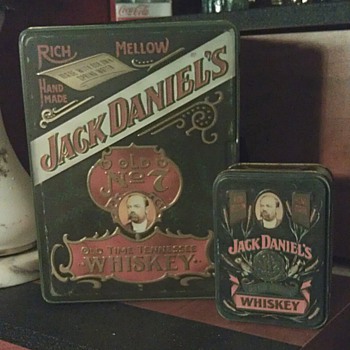 Coca-Cola
RICH MELLOW
HAND
MADE
JACK DANIEL'S
OLD
No 7
OLD TIME TENNESSEE
WHISKEY
JACK DANIEL'S
WHISKEY